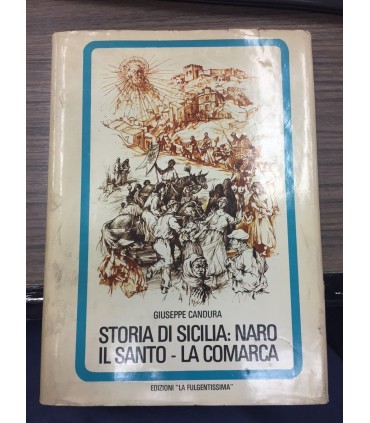 GIUSEPPE CANDURA
STORIA DI SICILIA: NARO
IL SANTO - LA COMARCA
EDIZIONI "LA FULGENTISSIMA"